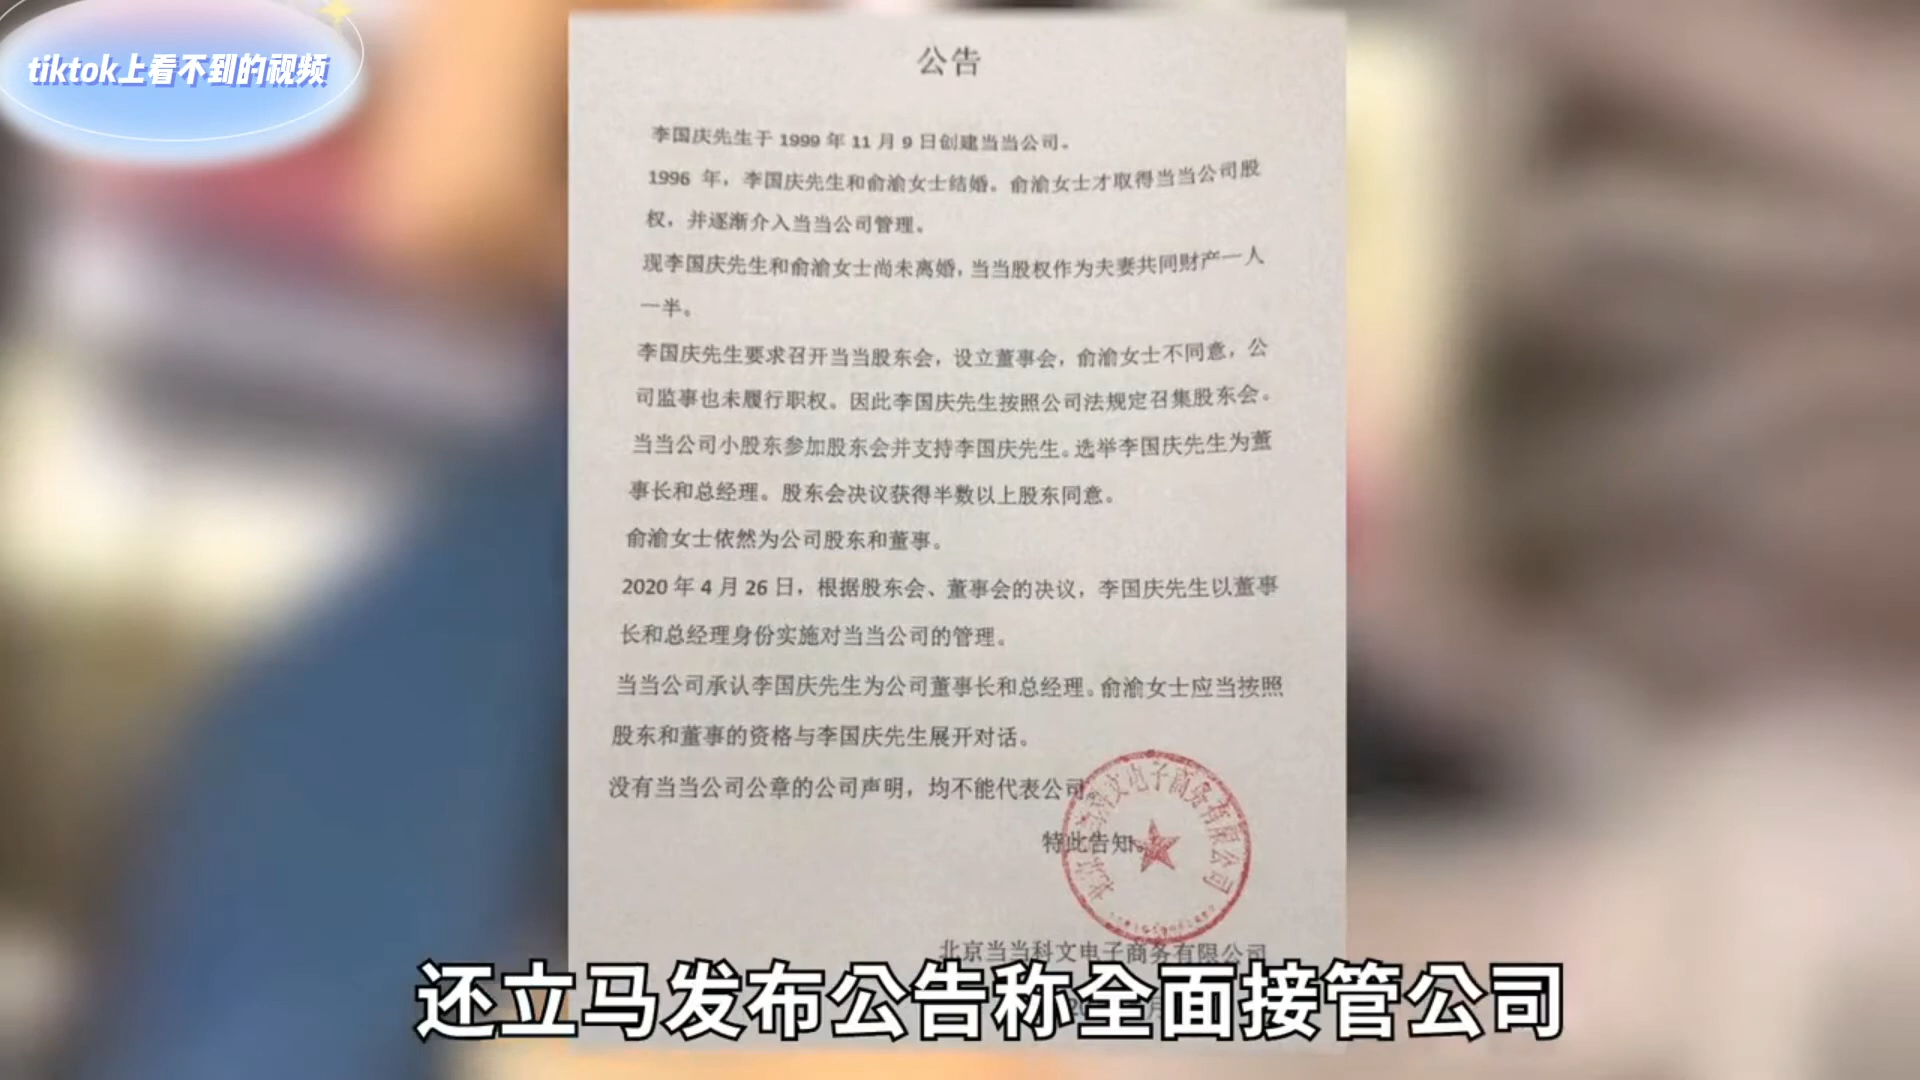 tiktok上看不到的视频
公告
李国庆先生于 1999 年 11 月 9 日创建当当公司。
1996 年，李国庆先生和俞渝女士结婚。俞渝女士才取得当当公司股
权，并逐渐介入当当公司管理。
现李国庆先生和俞渝女士尚未离婚，当当股权作为夫妻共同财产一人
一半。
李国庆先生要求召开当当股东会，设立董事会，俞渝女士不同意，公
司监事也未履行职权。因此李国庆先生按照公司法规定召集股东会。
当当公司小股东参加股东会并支持李国庆先生。选举李国庆先生为董
事长和总经理。股东会决议获得半数以上股东同意。
俞渝女士依然为公司股东和董事。
2020 年 4 月 26 日，根据股东会、董事会的决议，李国庆先生以董事
长和总经理身份实施对当当公司的管理。
当当公司承认李国庆先生为公司董事长和总经理。俞渝女士应当按照
股东和董事的资格与李国庆先生展开对话。
没有当当公司公章的公司声明，均不能代表公司。
特此告知。
科文电子商务有限公司
北京当当科文电子商务有限公司
还立马发布公告称全面接管公司